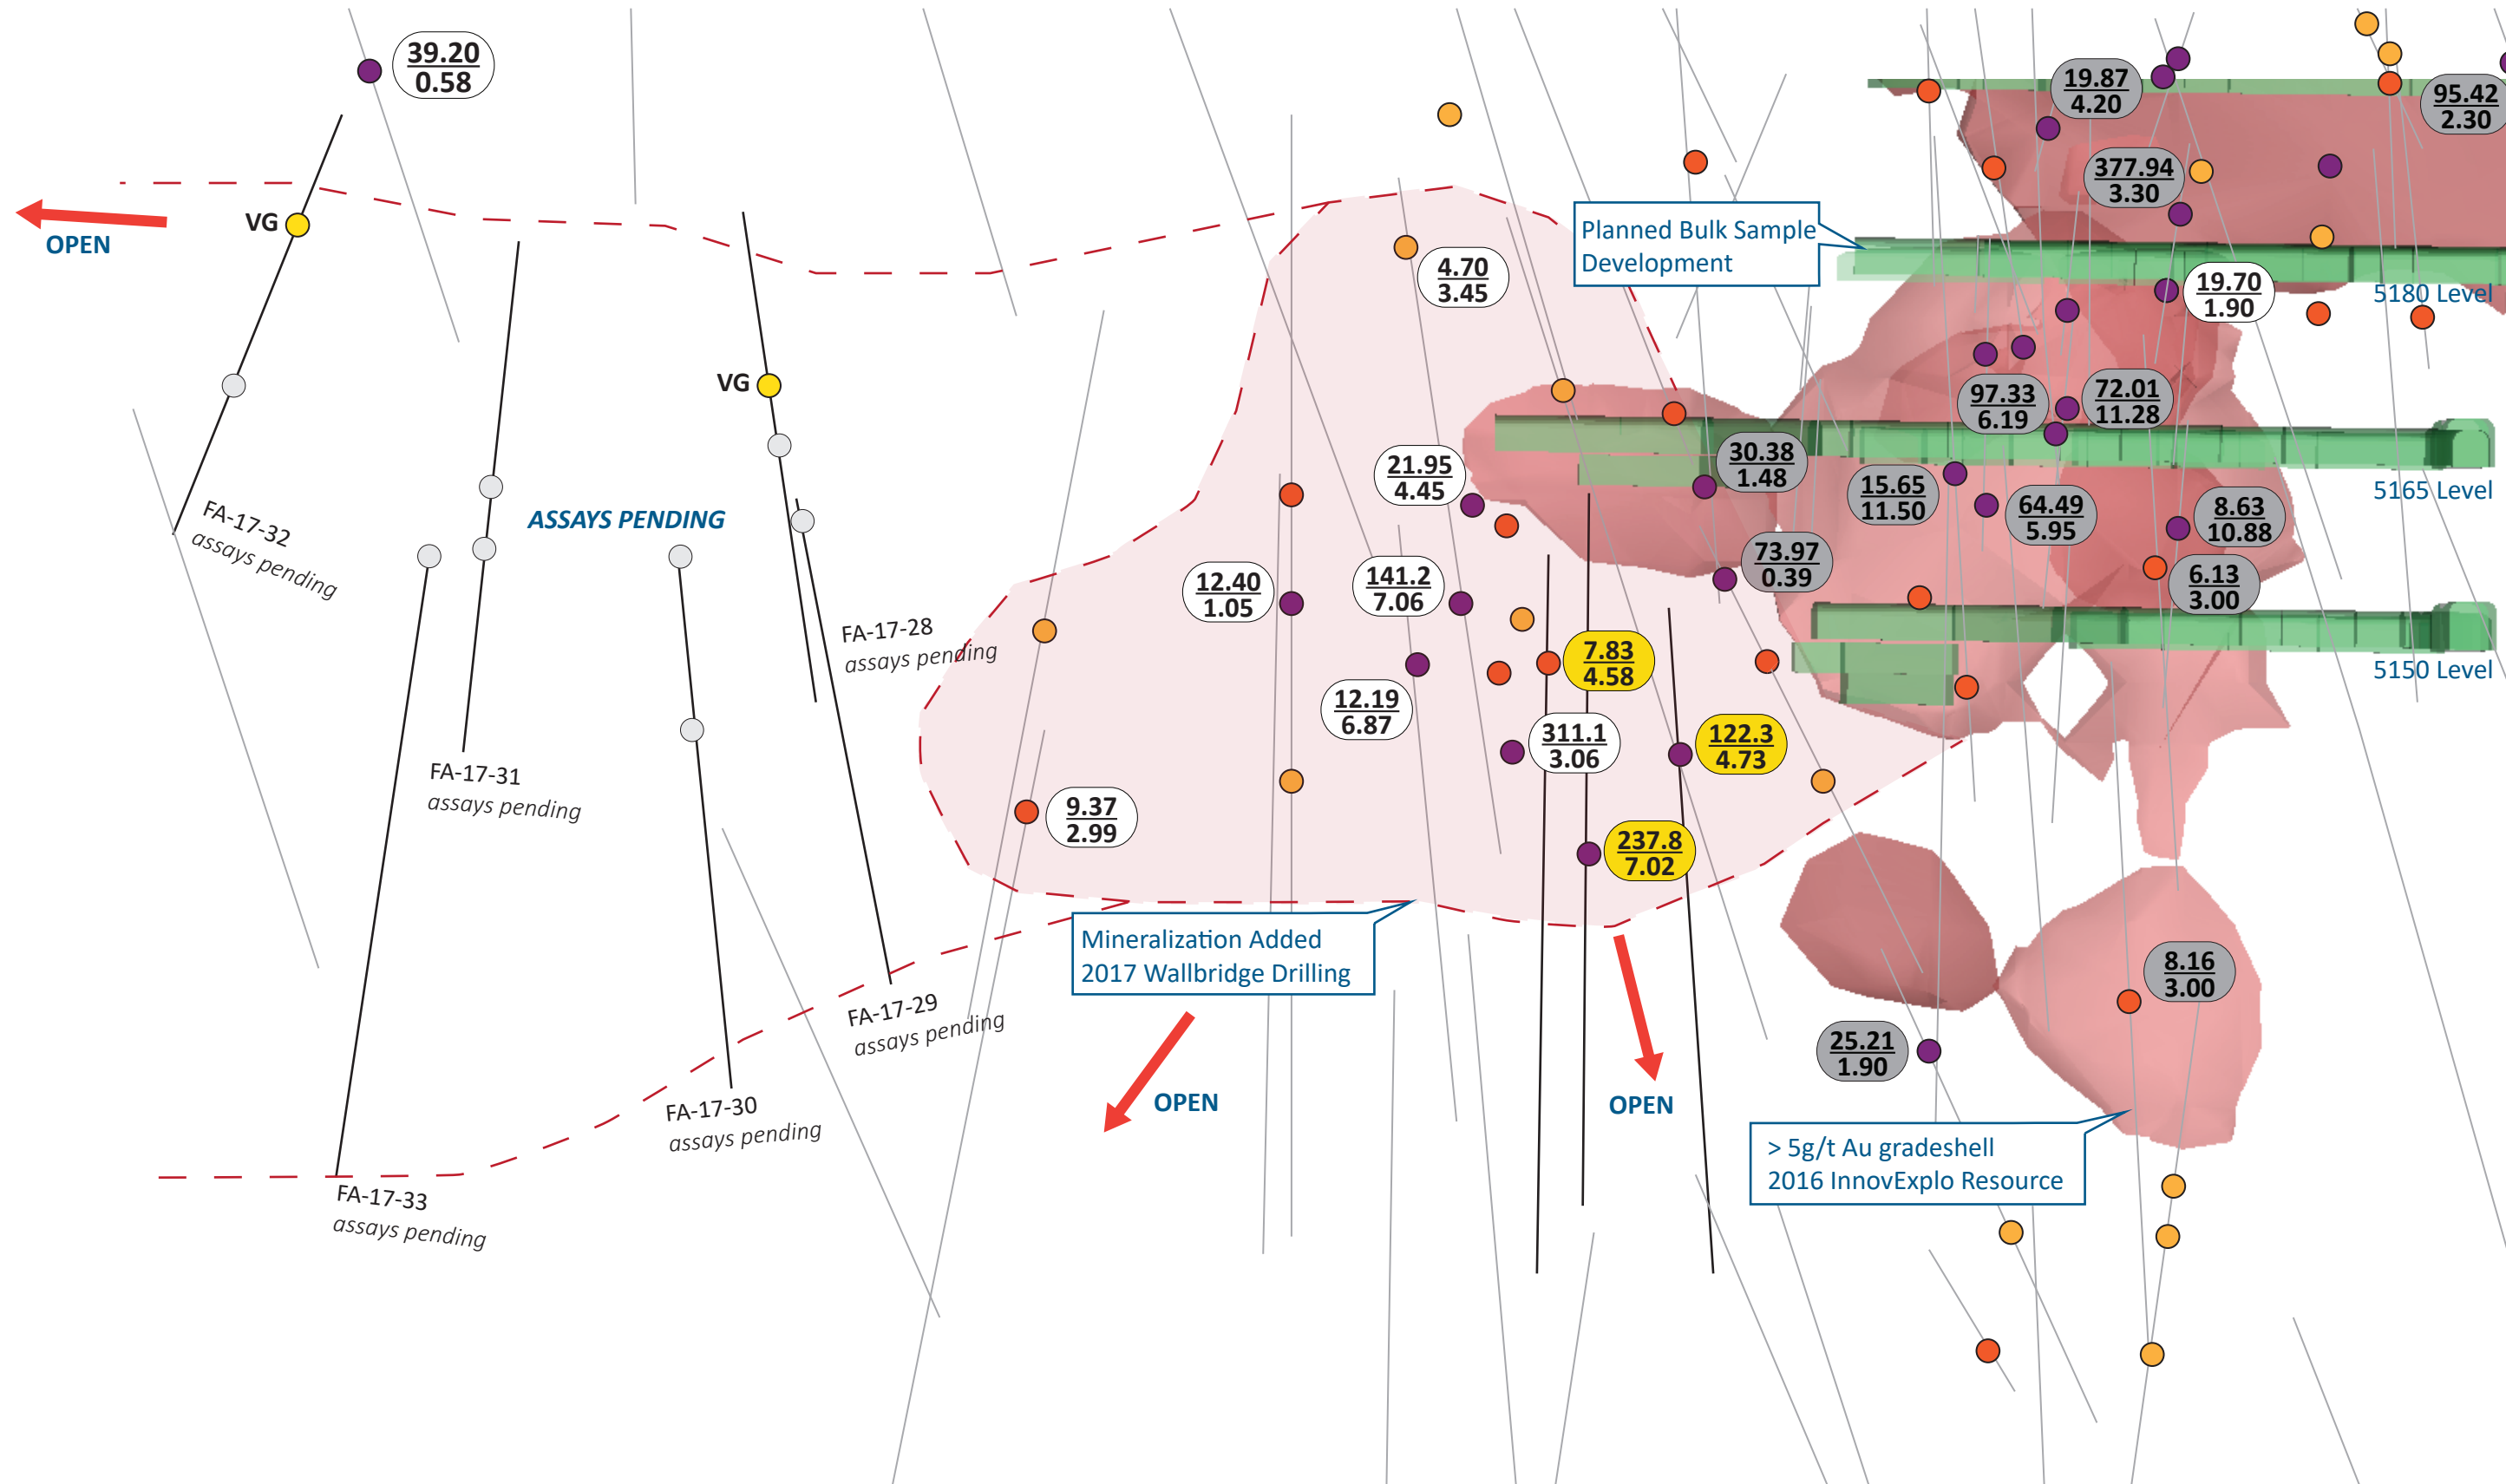 39.20
0.58
19.87
4.20
95.42
2.30
377.94
3.30
VG
OPEN
Planned Bulk Sample
Development
4.70
3.45
5180 Level
19.70
1.90
VG
97.33
6.19
72.01
11.28
21.95
4.45
30.38
1.48
15.65
11.50
5165 Level
64.49
5.95
8.63
10.88
FA-17-32
assays pending
ASSAYS PENDING
73.97
0.39
12.40
1.05
141.2
7.06
6.13
3.00
FA-17-28
assays pending
7.83
4.58
5150 Level
12.19
6.87
311.1
3.06
122.3
4.73
FA-17-31
assays pending
9.37
2.99
237.8
7.02
Mineralization Added
2017 Wallbridge Drilling
8.16
3.00
FA-17-29
assays pending
25.21
1.90
FA-17-30
assays pending
OPEN
OPEN
> 5g/t Au gradeshell
2016 InnovExplo Resource
FA-17-33
assays pending